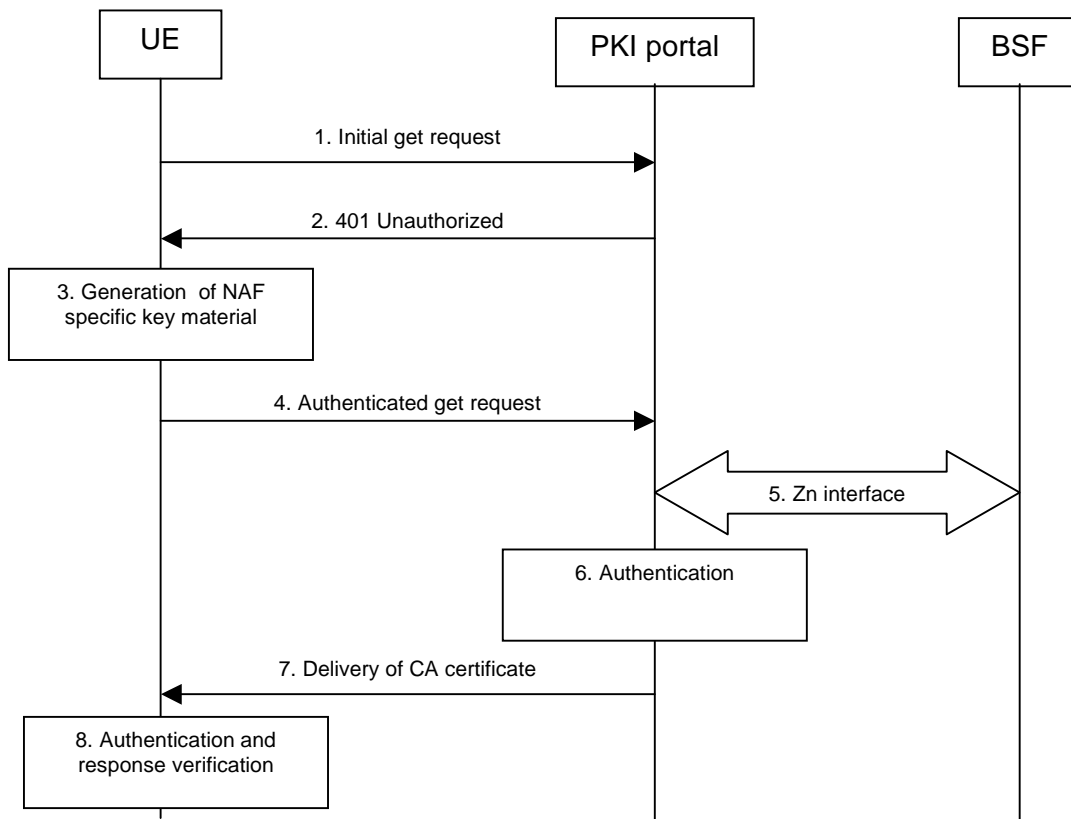 UE
PKI portal
BSF
1. Initial get request
2. 401 Unauthorized
3. Generation of NAF
specific key material
4. Authenticated get request
5. Zn interface
6. Authentication
7. Delivery of CA certificate
8. Authentication and
response verification